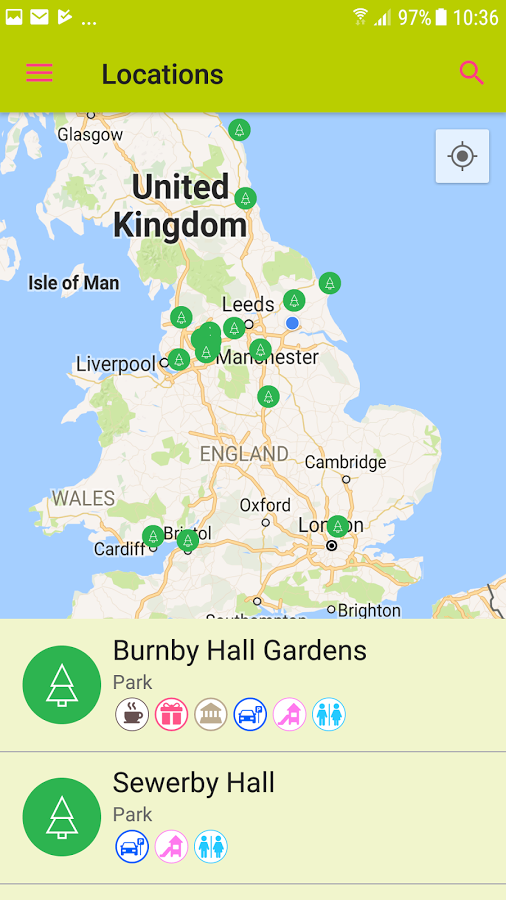 ... 97% 10:36
Locations
Glasgow
United
Kingdom
Isle of Man
Leeds
Liverpool
Manchester
ENGLAND
Cambridge
WALES
Oxford
London
Bristol
Cardiff
Southampton
Brighton
Burnby Hall Gardens
Park
P
Sewerby Hall
Park
P